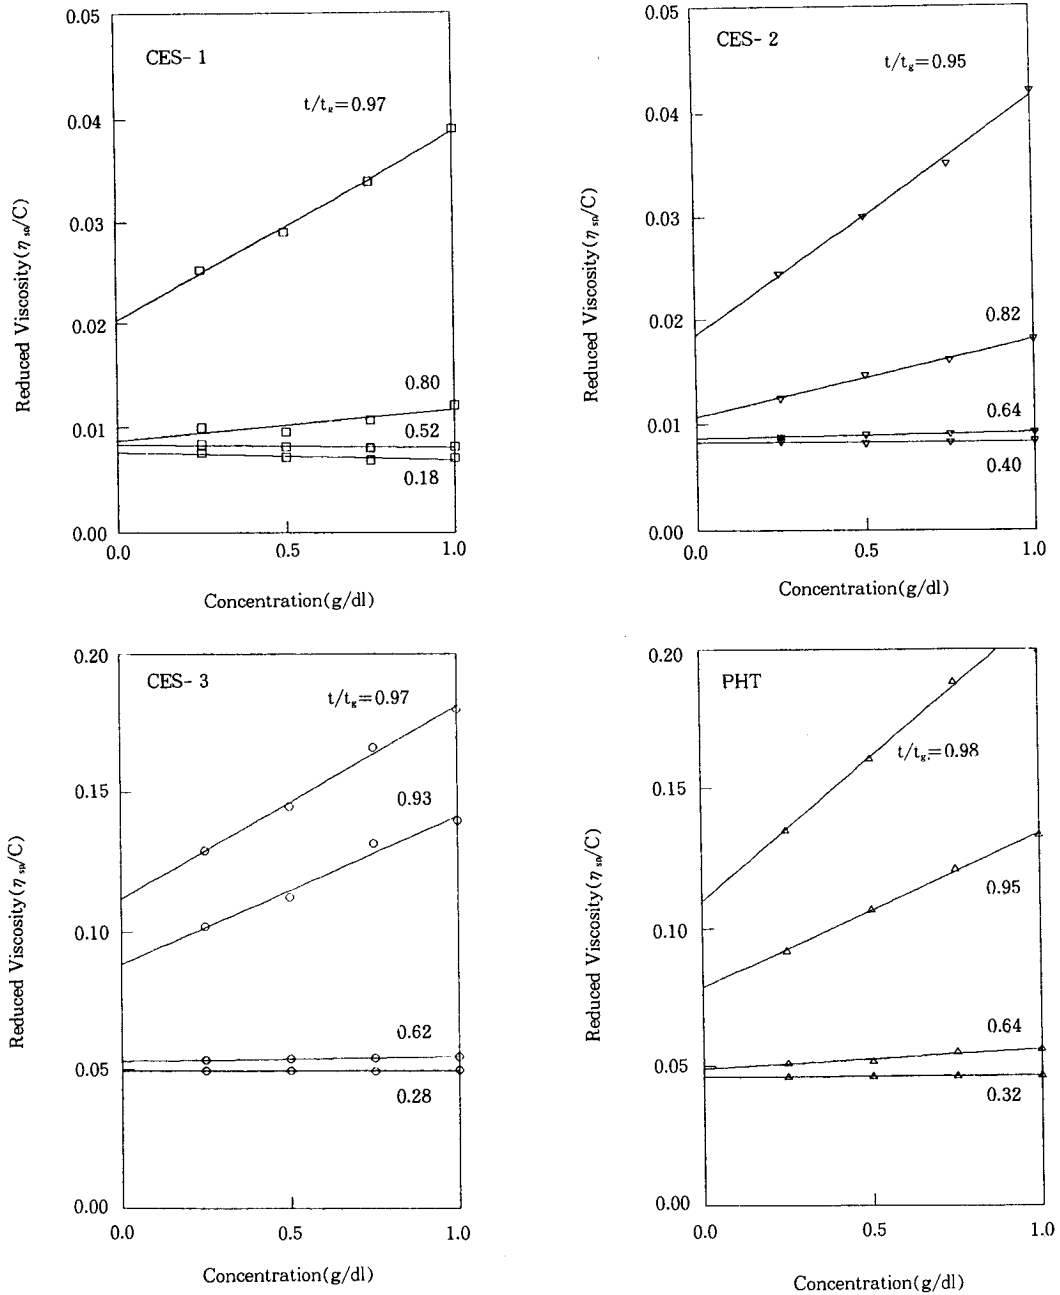 CES- 1
t/tg=0.97
0.80
0.52
0.18
0.05
0.04
0.03
0.02
0.01
0.00
0.0 0.5 1.0
Reduced Viscosity(η sp/C)
Concentration(g/dl)
CES- 2
t/tg=0.95
0.82
0.64
0.40
0.05
0.04
0.03
0.02
0.01
0.00
0.0 0.5 1.0
Reduced Viscosity(η sp/C)
Concentration(g/dl)
CES- 3
t/tg=0.97
0.93
0.62
0.28
0.20
0.15
0.10
0.05
0.00
0.0 0.5 1.0
Reduced Viscosity(η sp/C)
Concentration(g/dl)
PHT
t/tg=0.98
0.95
0.64
0.32
0.20
0.15
0.10
0.05
0.00
0.0 0.5 1.0
Reduced Viscosity(η sp/C)
Concentration(g/dl)